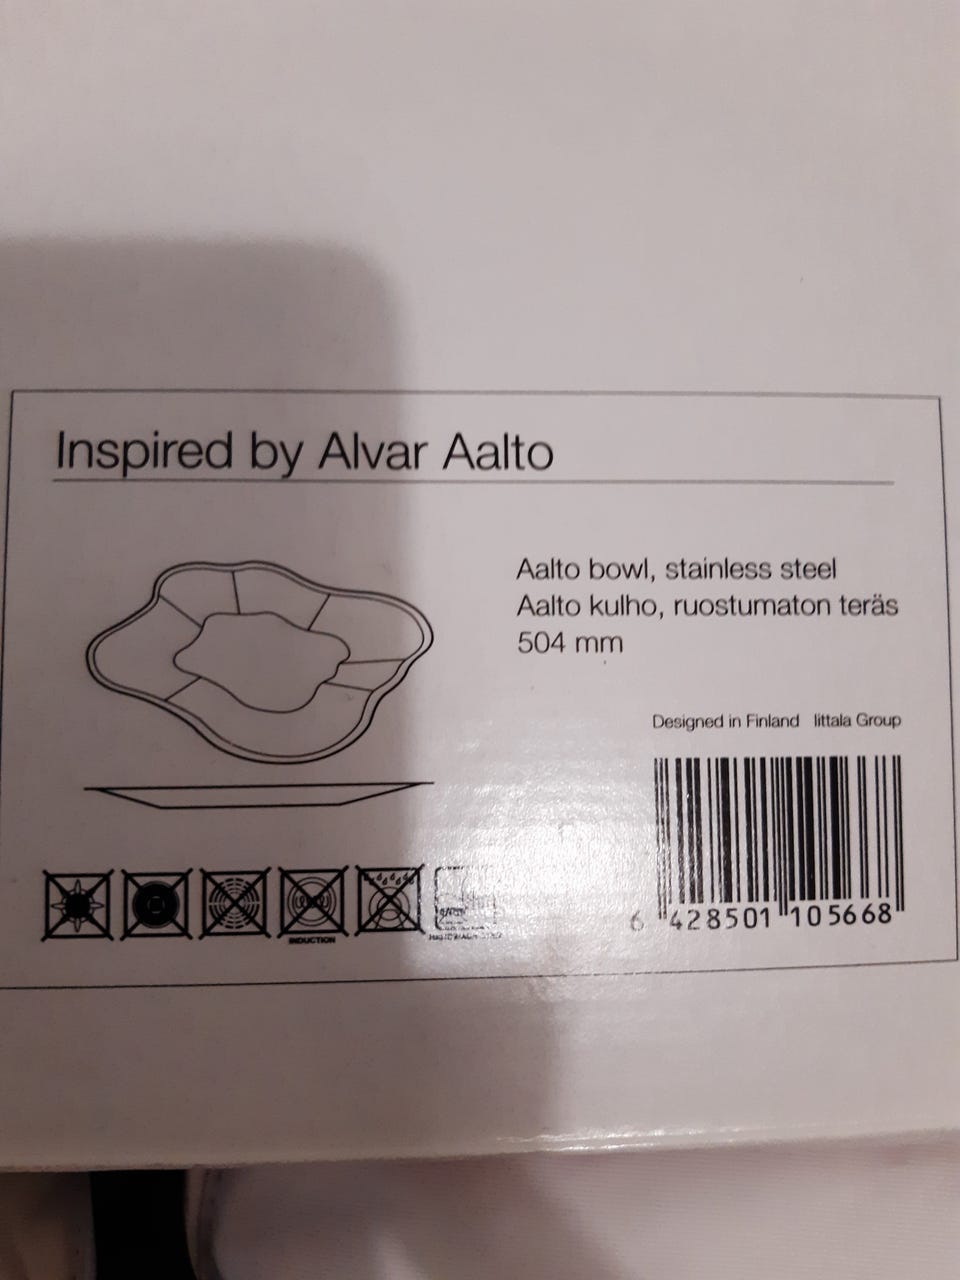 Inspired by Alvar Aalto
Aalto bowl, stainless steel
Aalto kulho, ruostumaton teräs
504 mm
Designed in Finland Iittala Group
INDUCTION
6 428501 105668